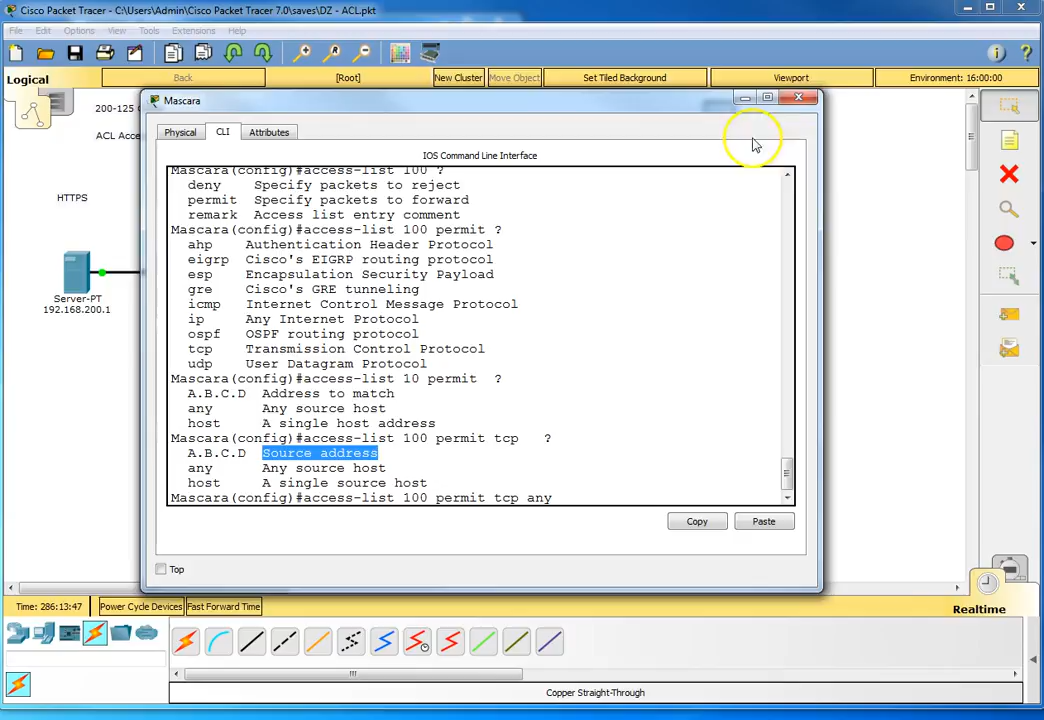 Cisco Packet Tracer - C:\Users\Admin\Cisco Packet Tracer 7.0\saves\DZ - ACL.pkt
File Edit Options View Tools Extensions Help
Logical Back [Root] New Cluster Move Object Set Tiled Background Viewport Environment: 16:00:00
200-125
ACL Acce
HTTPS
Server-PT
192.168.200.1
Mascara
Physical CLI Attributes
IOS Command Line Interface
Mascara(config)#access-list 100 ?
deny Specify packets to reject
permit Specify packets to forward
remark Access list entry comment
Mascara(config)#access-list 100 permit ?
ahp Authentication Header Protocol
eigrp Cisco's EIGRP routing protocol
esp Encapsulation Security Payload
gre Cisco's GRE tunneling
icmp Internet Control Message Protocol
ip Any Internet Protocol
ospf OSPF routing protocol
tcp Transmission Control Protocol
udp User Datagram Protocol
Mascara(config)#access-list 10 permit ?
A.B.C.D Address to match
any Any source host
host A single host address
Mascara(config)#access-list 100 permit tcp ?
A.B.C.D Source address
any Any source host
host A single source host
Mascara(config)#access-list 100 permit tcp any
Copy Paste
Top
Time: 286:13:47 Power Cycle Devices Fast Forward Time Realtime
Copper Straight-Through